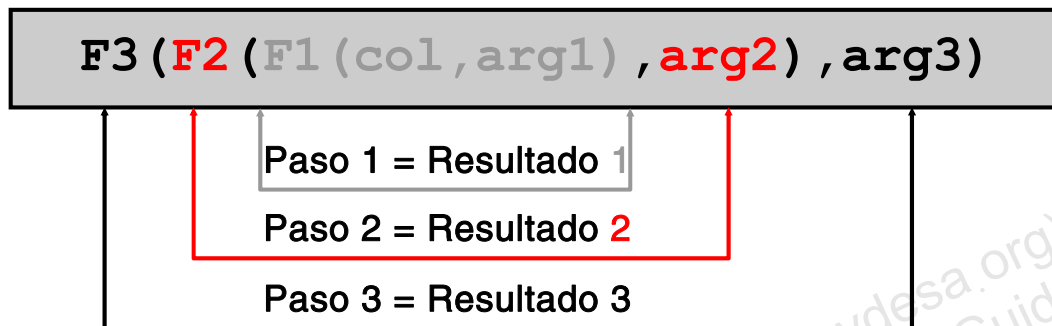 F3(F2(F1(col,arg1),arg2),arg3)
Paso 1 = Resultado 1
Paso 2 = Resultado 2
Paso 3 = Resultado 3